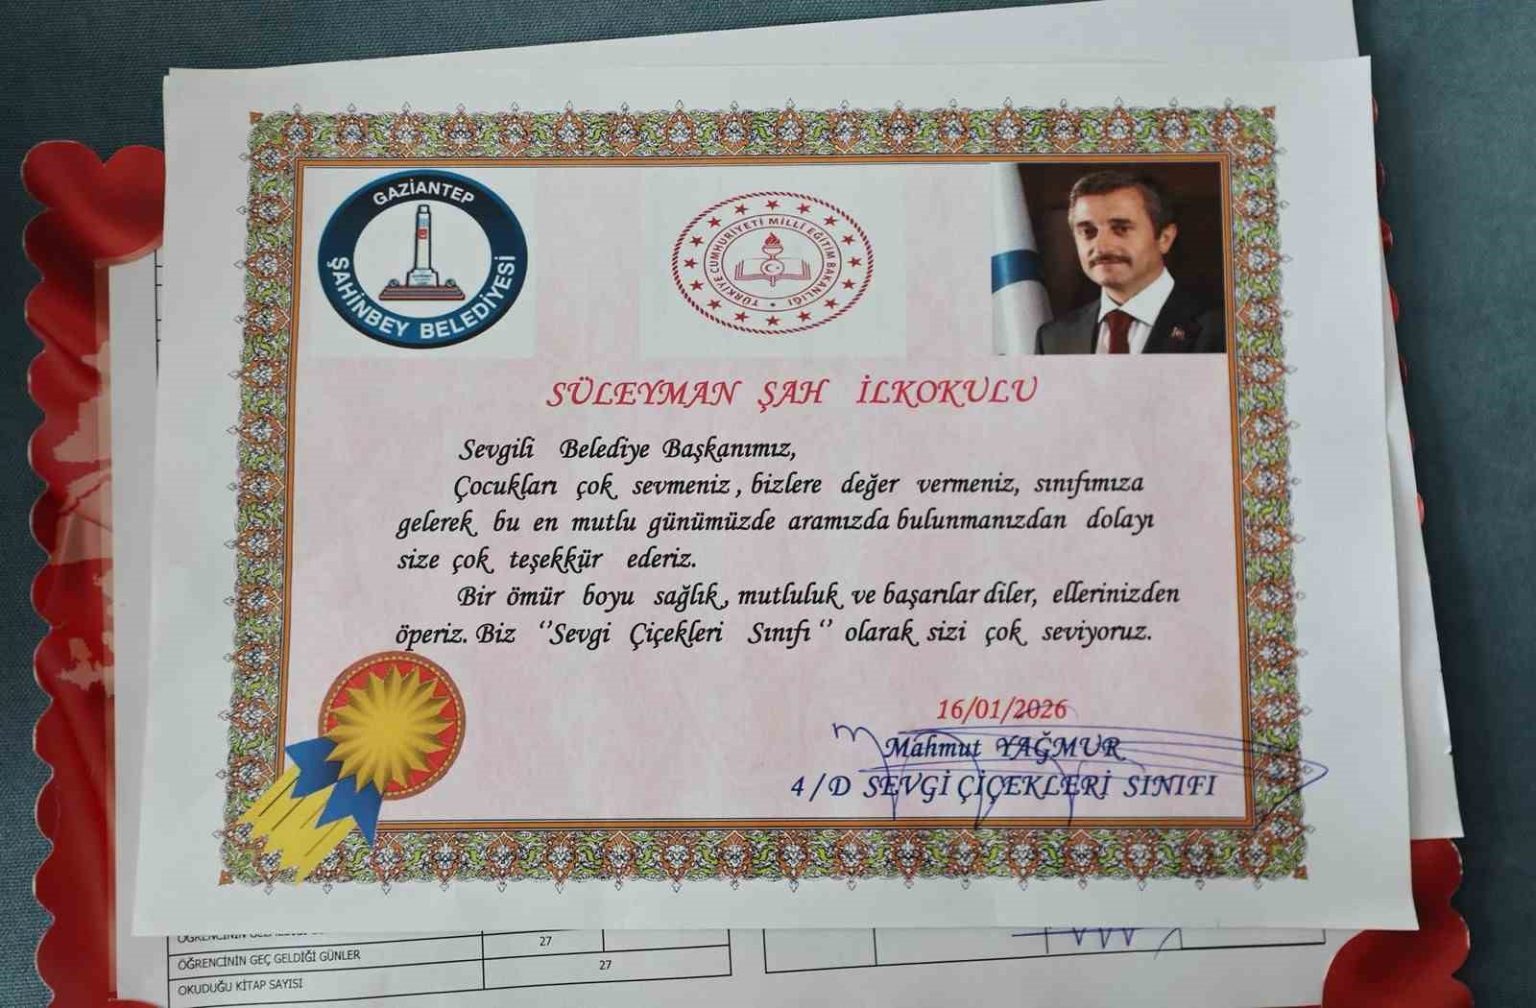 GAZİANTEP
ŞAHİNBEY BELEDİYESİ
TÜRKİYE CUMHURİYETİ MİLLİ EĞİTİM BAKANLIĞI
SÜLEYMAN ŞAH İLKOKULU
Sevgili Belediye Başkanımız,
Çocukları çok sevmeniz, bizlere değer vermeniz, sınıfımıza
gelerek bu en mutlu günümüzde aramızda bulunmanızdan dolayı
size çok teşekkür ederiz.
Bir ömür boyu sağlık, mutluluk ve başarılar diler, ellerinizden
öperiz. Biz ‘’Sevgi Çiçekleri Sınıfı ‘’ olarak sizi çok seviyoruz.
16/01/2026
Mahmut YAĞMUR
4/D SEVGİ ÇİÇEKLERİ SINIFI
27
ÖĞRENCİNİN GEÇ GELDİĞİ GÜNLER
27
OKUDUĞU KİTAP SAYISI